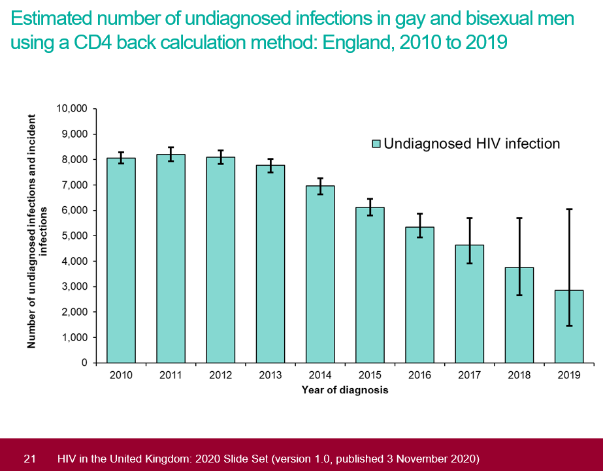 Estimated number of undiagnosed infections in gay and bisexual men
using a CD4 back calculation method: England, 2010 to 2019
10,000
9,000
8,000
7,000
6,000
5,000
4,000
3,000
2,000
1,000
0
Number of undiagnosed infections and incident
infections
Undiagnosed HIV infection
2010 2011 2012 2013 2014 2015 2016 2017 2018 2019
Year of diagnosis
21 HIV in the United Kingdom: 2020 Slide Set (version 1.0, published 3 November 2020)